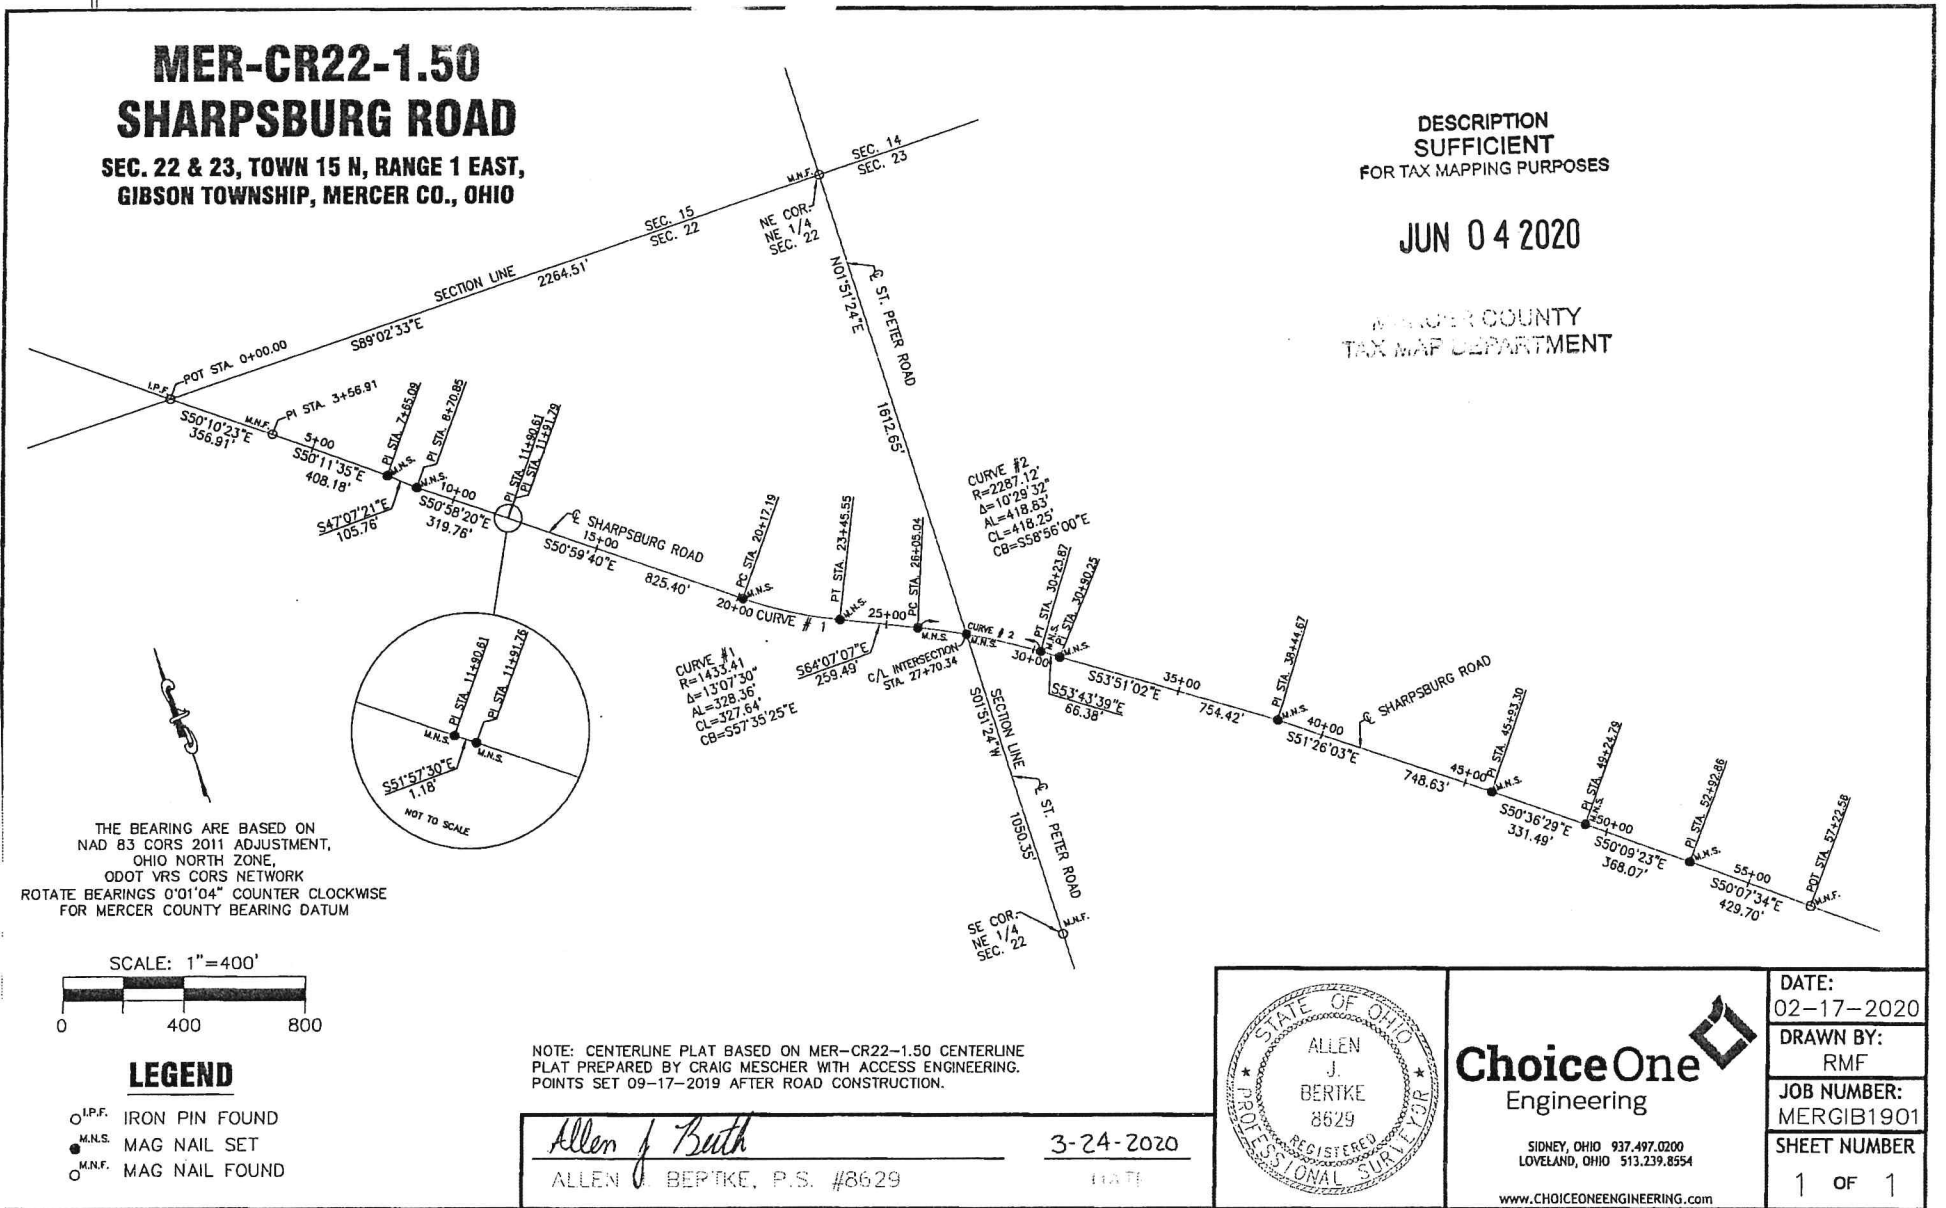 MER-CR22-1.50
SHARPSBURG ROAD
SEC. 22 & 23, TOWN 15 N, RANGE 1 EAST,
GIBSON TOWNSHIP, MERCER CO., OHIO
DESCRIPTION
SUFFICIENT
FOR TAX MAPPING PURPOSES
JUN 04 2020
COUNTY
TAX MAP DEPARTMENT
SEC. 14
SEC. 23
M.N.F.
SEC. 15
SEC. 22
NE COR.
NE 1/4
SEC. 22
SECTION LINE
2264.51'
S89°02'33"E
N01°51'24"E
℄ ST. PETER ROAD
1612.65'
I.P.F.
POT STA. 0+00.00
S50°10'23"E
356.91'
M.N.F.
PI STA. 3+56.91
5+00
S50°11'35"E
408.18'
PI STA. 7+65.09
M.N.S.
S47°07'21"E
105.76'
PI STA. 8+70.85
M.N.S.
10+00
S50°58'20"E
319.76'
PI STA. 11+90.61
PI STA. 11+91.79
℄ SHARPSBURG ROAD
15+00
S50°59'40"E
825.40'
PC STA. 20+17.19
M.N.S.
20+00
CURVE # 1
PT STA. 23+45.55
M.N.S.
25+00
S64°07'07"E
259.49'
PC STA. 26+05.04
M.N.S.
CURVE #1
R=1433.41
Δ=13°07'30"
AL=328.36'
CL=327.64'
CB=S57°35'25"E
CURVE #2
R=2287.12'
Δ=10°29'32"
AL=418.83'
CL=418.25'
CB=S58°56'00"E
C/L INTERSECTION
STA. 27+70.34
M.N.S.
CURVE # 2
30+00
PT STA. 30+23.87
M.N.S.
S53°43'39"E
66.38'
PI STA. 30+90.25
M.N.S.
S53°51'02"E
35+00
754.42'
PI STA. 38+44.67
M.N.S.
40+00
S51°26'03"E
℄ SHARPSBURG ROAD
748.63'
45+00
PI STA. 45+93.30
M.N.S.
S50°36'29"E
331.49'
PI STA. 49+24.79
M.N.S.
50+00
S50°09'23"E
368.07'
PI STA. 52+92.86
M.N.S.
55+00
S50°07'34"E
429.70'
POT STA. 57+22.56
M.N.F.
SECTION LINE
S01°51'24"W
℄ ST. PETER ROAD
1050.35'
SE COR.
NE 1/4
SEC. 22
M.N.F.
PI STA. 11+90.61
PI STA. 11+91.76
M.N.S.
M.N.S.
S51°57'30"E
1.18'
NOT TO SCALE
THE BEARING ARE BASED ON
NAD 83 CORS 2011 ADJUSTMENT,
OHIO NORTH ZONE,
ODOT VRS CORS NETWORK
ROTATE BEARINGS 0°01'04" COUNTER CLOCKWISE
FOR MERCER COUNTY BEARING DATUM
SCALE: 1"=400'
0 400 800
LEGEND
I.P.F. IRON PIN FOUND
M.N.S. MAG NAIL SET
M.N.F. MAG NAIL FOUND
NOTE: CENTERLINE PLAT BASED ON MER-CR22-1.50 CENTERLINE
PLAT PREPARED BY CRAIG MESCHER WITH ACCESS ENGINEERING.
POINTS SET 09-17-2019 AFTER ROAD CONSTRUCTION.
Allen J
3-24-2020
ALLEN J. BERTKE, P.S. #8629
DATE
STATE OF OHIO
ALLEN
J.
BERTKE
8629
REGISTERED
PROFESSIONAL SURVEYOR
ChoiceOne
Engineering
SIDNEY, OHIO 937.497.0200
LOVELAND, OHIO 513.239.8554
www.CHOICEONEENGINEERING.com
DATE:
02-17-2020
DRAWN BY:
RMF
JOB NUMBER:
MERGIB1901
SHEET NUMBER
1 OF 1